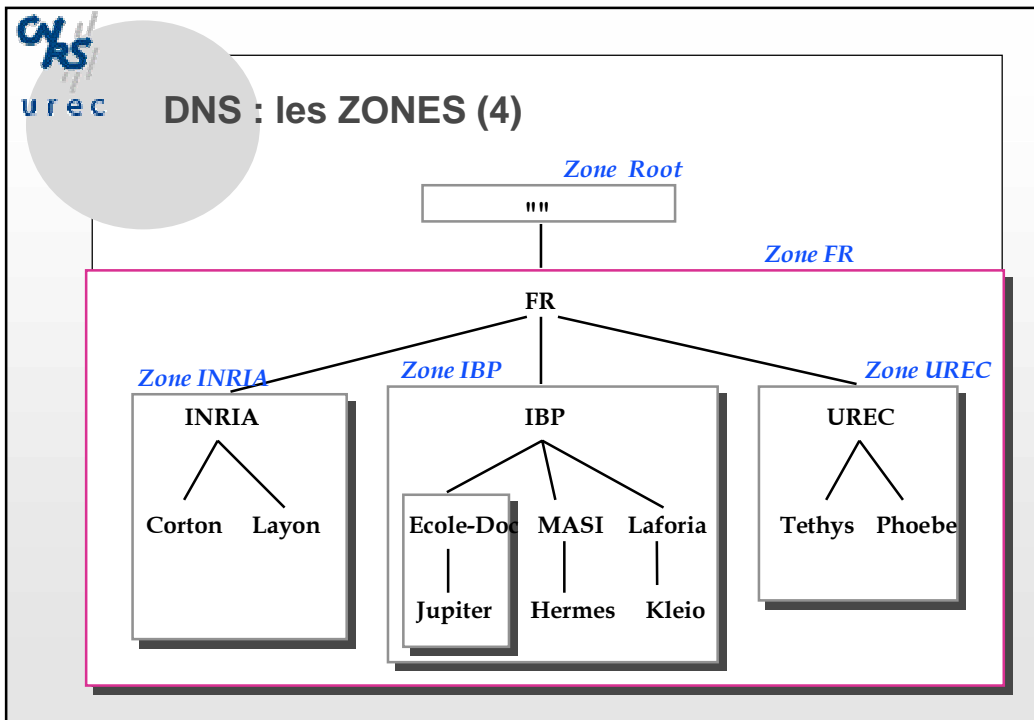 CNRS
urec
DNS : les ZONES (4)
Zone Root
""
Zone FR
FR
Zone INRIA
Zone IBP
Zone UREC
INRIA
IBP
UREC
Corton Layon
Ecole-Doc MASI Laforia
Tethys Phoebe
Jupiter Hermes Kleio